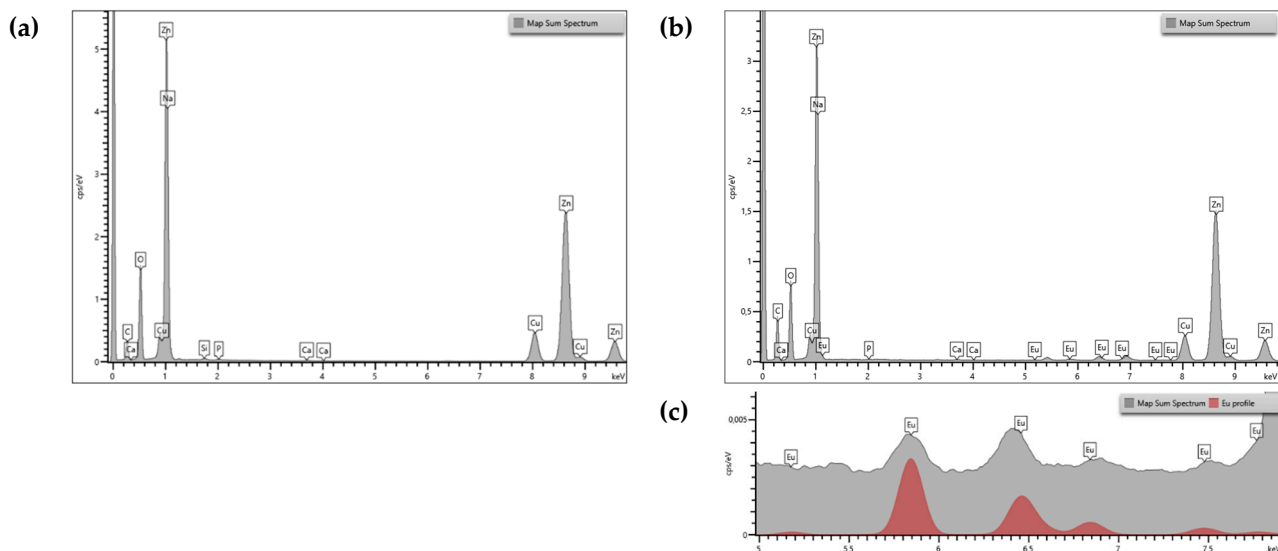 (a)
Map Sum Spectrum
cps/eV
5
4
3
2
1
0
Zn
Na
O
C
Ca
Cu
Si
P
Ca
Ca
Cu
Zn
Cu
Zn
0 1 2 3 4 5 6 7 8 9 keV
(b)
Map Sum Spectrum
cps/eV
3
2,5
2
1,5
1
0,5
0
Zn
Na
O
C
Ca
Cu
Eu
P
Ca
Ca
Eu
Eu
Eu
Eu
Eu
Eu
Cu
Zn
Cu
Zn
0 1 2 3 4 5 6 7 8 9 keV
(c)
Map Sum Spectrum Eu profile
cps/eV
0,005
0
Eu
Eu
Eu
Eu
Eu
Eu
5 5.5 6 6.5 7 7.5